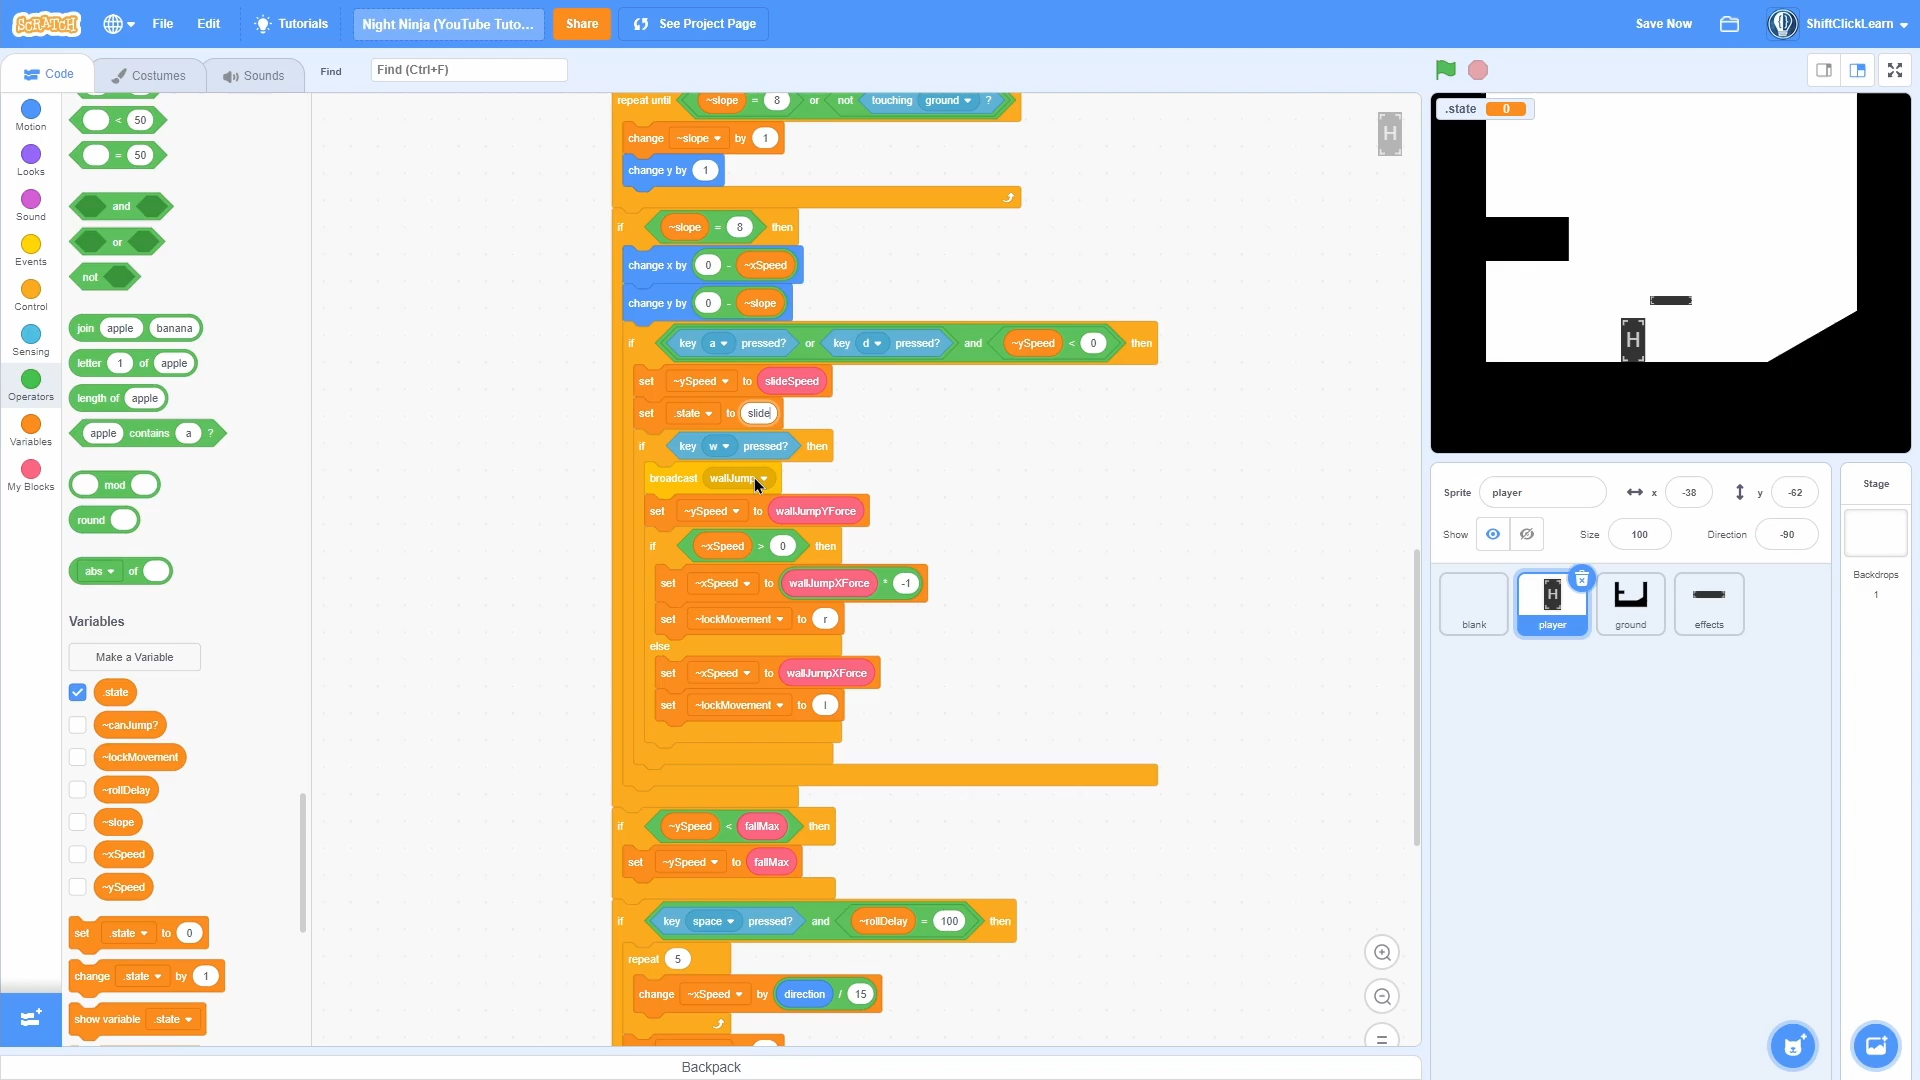 SCRATCH File Edit Tutorials Night Ninja (YouTube Tuto... Share See Project Page Save Now ShiftClickLearn
Code Costumes Sounds Find Find (Ctrl+F)
Motion
Looks
Sound
Events
Control
Sensing
Operators
Variables
My Blocks
< 50
= 50
and
or
not
join apple banana
letter 1 of apple
length of apple
apple contains a ?
mod
round
abs of
Variables
Make a Variable
.state
~canJump?
~lockMovement
~rollDelay
~slope
~xSpeed
~ySpeed
set .state to 0
change .state by 1
show variable .state
repeat until ~slope = 8 or not touching ground ?
change ~slope by 1
change y by 1
if ~slope = 8 then
change x by 0 - ~xSpeed
change y by 0 - ~slope
if key a pressed? or key d pressed? and ~ySpeed < 0 then
set ~ySpeed to slideSpeed
set .state to slide
if key w pressed? then
broadcast wallJump
set ~ySpeed to wallJumpYForce
if ~xSpeed > 0 then
set ~xSpeed to wallJumpXForce * -1
set ~lockMovement to r
else
set ~xSpeed to wallJumpXForce
set ~lockMovement to l
if ~ySpeed < fallMax then
set ~ySpeed to fallMax
if key space pressed? and ~rollDelay = 100 then
repeat 5
change ~xSpeed by direction / 15
H
.state 0
H
Sprite player x -38 y -62
Show Size 100 Direction -90
blank
H
player
ground
effects
Stage
Backdrops
1
Backpack